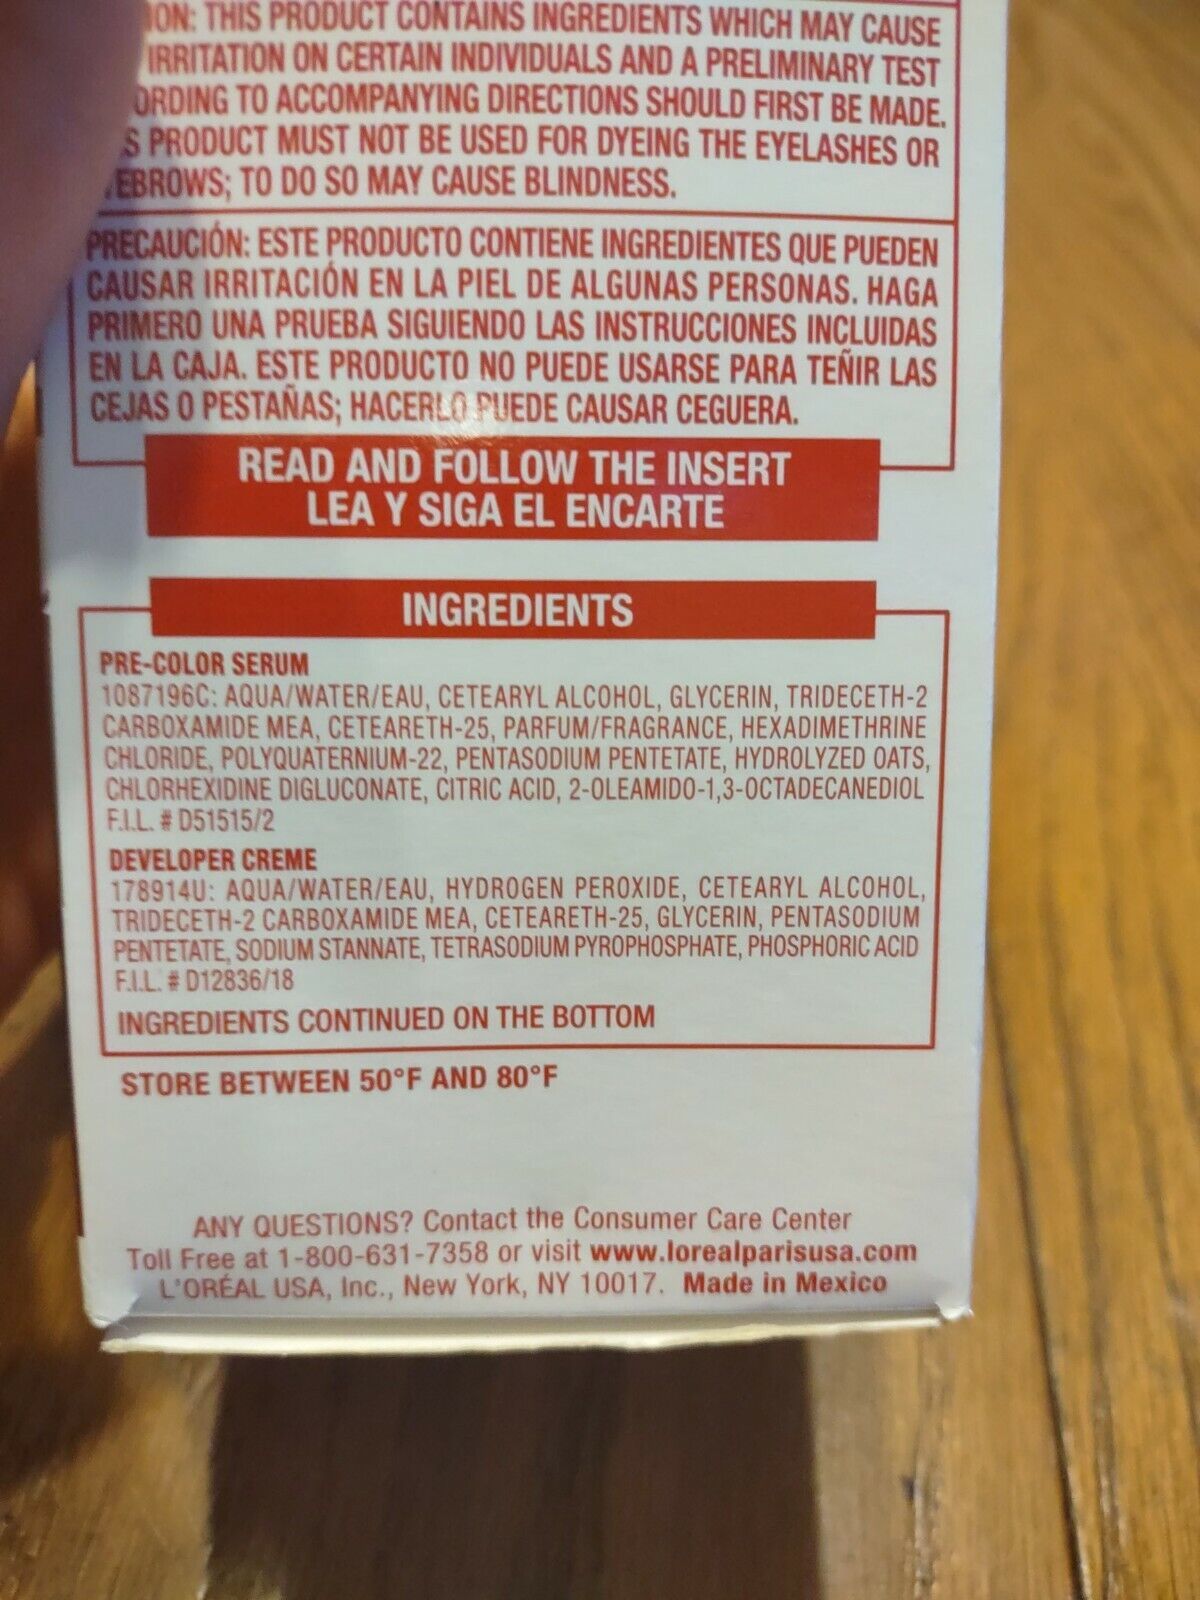 ON: THIS PRODUCT CONTAINS INGREDIENTS WHICH MAY CAUSE
IRRITATION ON CERTAIN INDIVIDUALS AND A PRELIMINARY TEST
ORDING TO ACCOMPANYING DIRECTIONS SHOULD FIRST BE MADE.
S PRODUCT MUST NOT BE USED FOR DYEING THE EYELASHES OR
EBROWS; TO DO SO MAY CAUSE BLINDNESS.
PRECAUCIÓN: ESTE PRODUCTO CONTIENE INGREDIENTES QUE PUEDEN
CAUSAR IRRITACIÓN EN LA PIEL DE ALGUNAS PERSONAS. HAGA
PRIMERO UNA PRUEBA SIGUIENDO LAS INSTRUCCIONES INCLUIDAS
EN LA CAJA. ESTE PRODUCTO NO PUEDE USARSE PARA TEÑIR LAS
CEJAS O PESTAÑAS; HACERLO PUEDE CAUSAR CEGUERA.
READ AND FOLLOW THE INSERT
LEA Y SIGA EL ENCARTE
INGREDIENTS
PRE-COLOR SERUM
1087196C: AQUA/WATER/EAU, CETEARYL ALCOHOL, GLYCERIN, TRIDECETH-2
CARBOXAMIDE MEA, CETEARETH-25, PARFUM/FRAGRANCE, HEXADIMETHRINE
CHLORIDE, POLYQUATERNIUM-22, PENTASODIUM PENTETATE, HYDROLYZED OATS,
CHLORHEXIDINE DIGLUCONATE, CITRIC ACID, 2-OLEAMIDO-1,3-OCTADECANEDIOL
F.I.L. # D51515/2
DEVELOPER CREME
178914U: AQUA/WATER/EAU, HYDROGEN PEROXIDE, CETEARYL ALCOHOL,
TRIDECETH-2 CARBOXAMIDE MEA, CETEARETH-25, GLYCERIN, PENTASODIUM
PENTETATE, SODIUM STANNATE, TETRASODIUM PYROPHOSPHATE, PHOSPHORIC ACID
F.I.L. # D12836/18
INGREDIENTS CONTINUED ON THE BOTTOM
STORE BETWEEN 50°F AND 80°F
ANY QUESTIONS? Contact the Consumer Care Center
Toll Free at 1-800-631-7358 or visit www.lorealparisusa.com
L'ORÉAL USA, Inc., New York, NY 10017. Made in Mexico